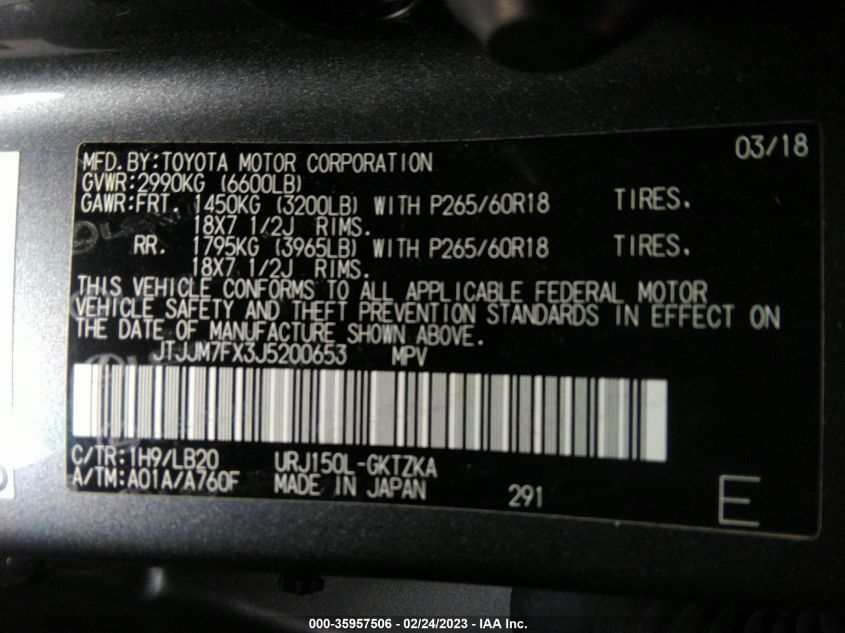 03/18
MFD.BY:TOYOTA MOTOR CORPORATION
GVWR:2990KG (6600LB)
GAWR:FRT. 1450KG (3200LB) WITH P265/60R18 TIRES.
18X7 1/2J RIMS.
RR. 1795KG (3965LB) WITH P265/60R18 TIRES.
18X7 1/2J RIMS.
THIS VEHICLE CONFORMS TO ALL APPLICABLE FEDERAL MOTOR
VEHICLE SAFETY AND THEFT PREVENTION STANDARDS IN EFFECT ON
THE DATE OF MANUFACTURE SHOWN ABOVE.
JTJJM7FX3J5200653 MPV
C/TR:1H9/LB20 URJ150L-GKTZKA
A/TM:A01A/A760F MADE IN JAPAN 291 E
000-35957506 - 02/24/2023 - IAA Inc.